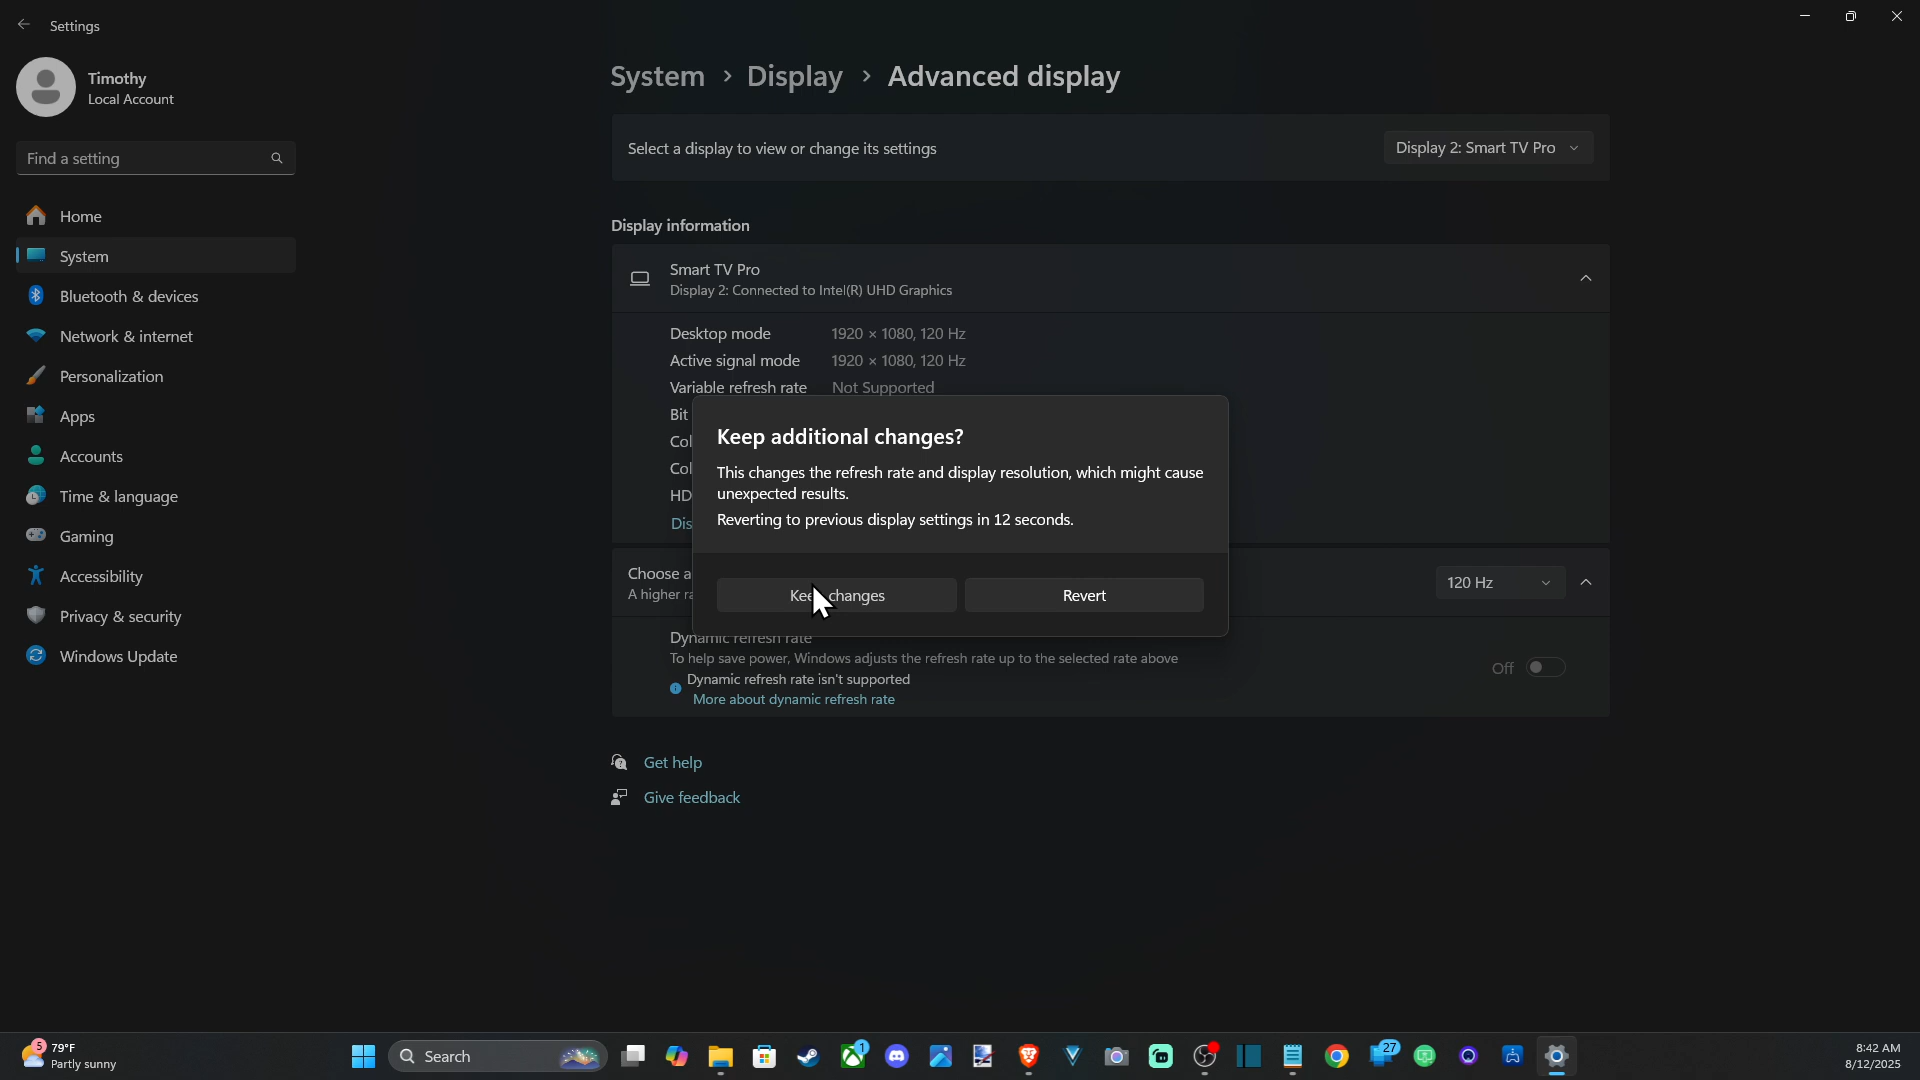 Settings
Timothy
Local Account
Find a setting
Home
System
Bluetooth & devices
Network & internet
Personalization
Apps
Accounts
Time & language
Gaming
Accessibility
Privacy & security
Windows Update
System > Display > Advanced display
Select a display to view or change its settings
Display 2: Smart TV Pro
Display information
Smart TV Pro
Display 2: Connected to Intel(R) UHD Graphics
Desktop mode 1920 × 1080, 120 Hz
Active signal mode 1920 × 1080, 120 Hz
Variable refresh rate Not Supported
Bit
Col
Col
HD
Dis
Keep additional changes?
This changes the refresh rate and display resolution, which might cause
unexpected results.
Reverting to previous display settings in 12 seconds.
Keep changes
Revert
Choose a
A higher
120 Hz
Dynamic refresh rate
To help save power, Windows adjusts the refresh rate up to the selected rate above
Dynamic refresh rate isn't supported
More about dynamic refresh rate
Off
Get help
Give feedback
5
79°F
Partly sunny
Search
1
27
8:42 AM
8/12/2025